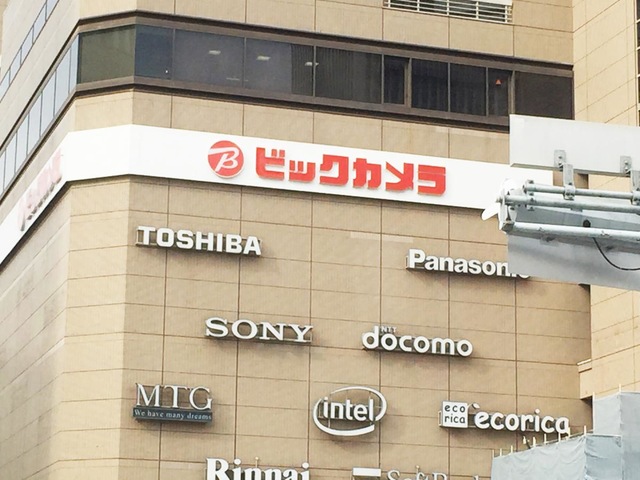 ビックカメラ
TOSHIBA
Panasonic
SONY
NTT
docomo
MTG
We have many dreams
intel
eco
rica
ecorica
Rinnai
SoftBank